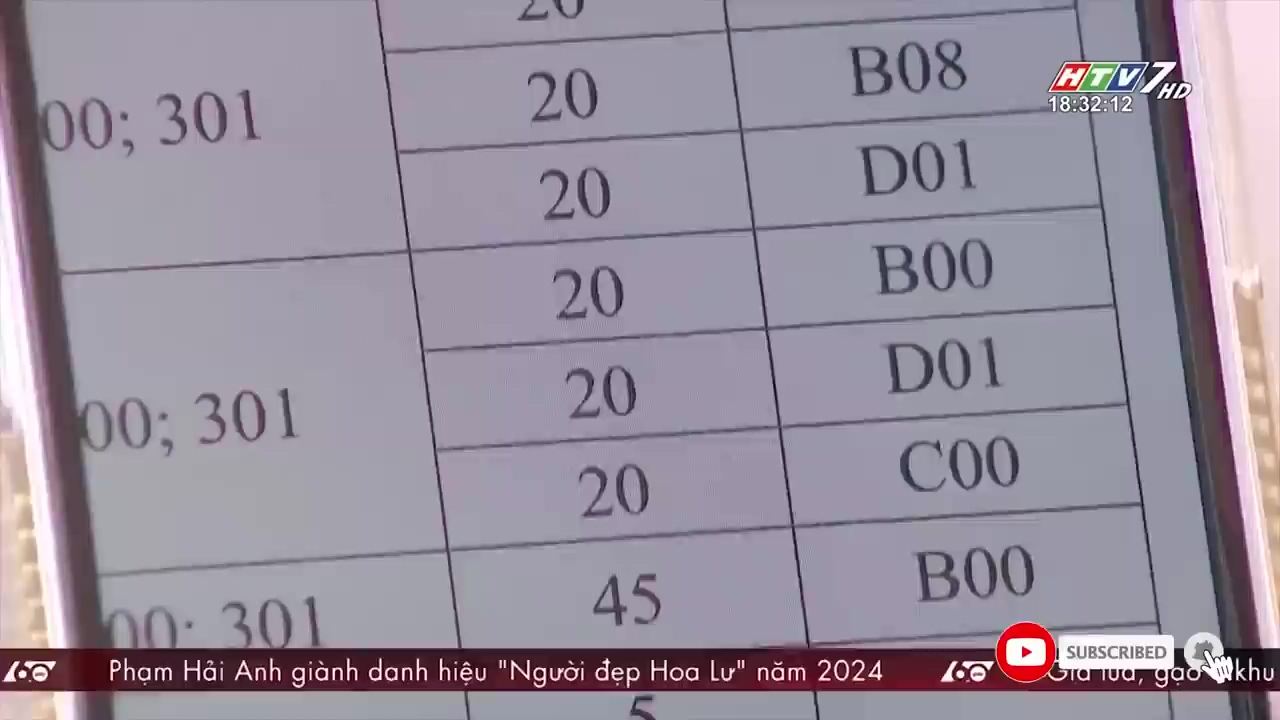 20
20 B08
HTV7 HD
18:32:12
00; 301
20 D01
20 B00
20 D01
00; 301
20 C00
45 B00
00; 301
SUBSCRIBED
60 Phạm Hải Anh giành danh hiệu "Người đẹp Hoa Lư" năm 2024 60 Giá lúa, gạo
5